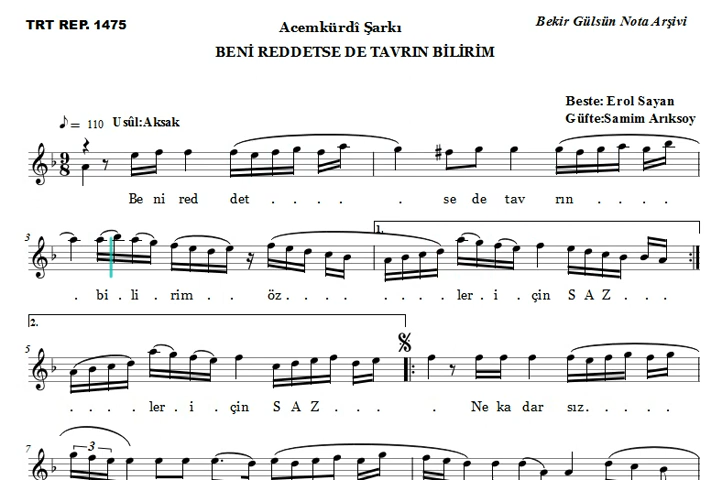 TRT REP. 1475
Acemkürdî Şarkı
Bekir Gülsün Nota Arşivi
BENİ REDDETSE DE TAVRIN BİLİRİM
Beste: Erol Sayan
Güfte:Samim Arıksoy
♪= 110 Usûl:Aksak
9
8
Be ni red det . . . . . se de tav rın . . . .
3
1.
. bi . li . rim . öz . . . . . . . ler . i . çin S A Z . . .
2.
5
. . . . ler . i . çin S A Z . . . . . Ne ka dar sız . . . .
7
3